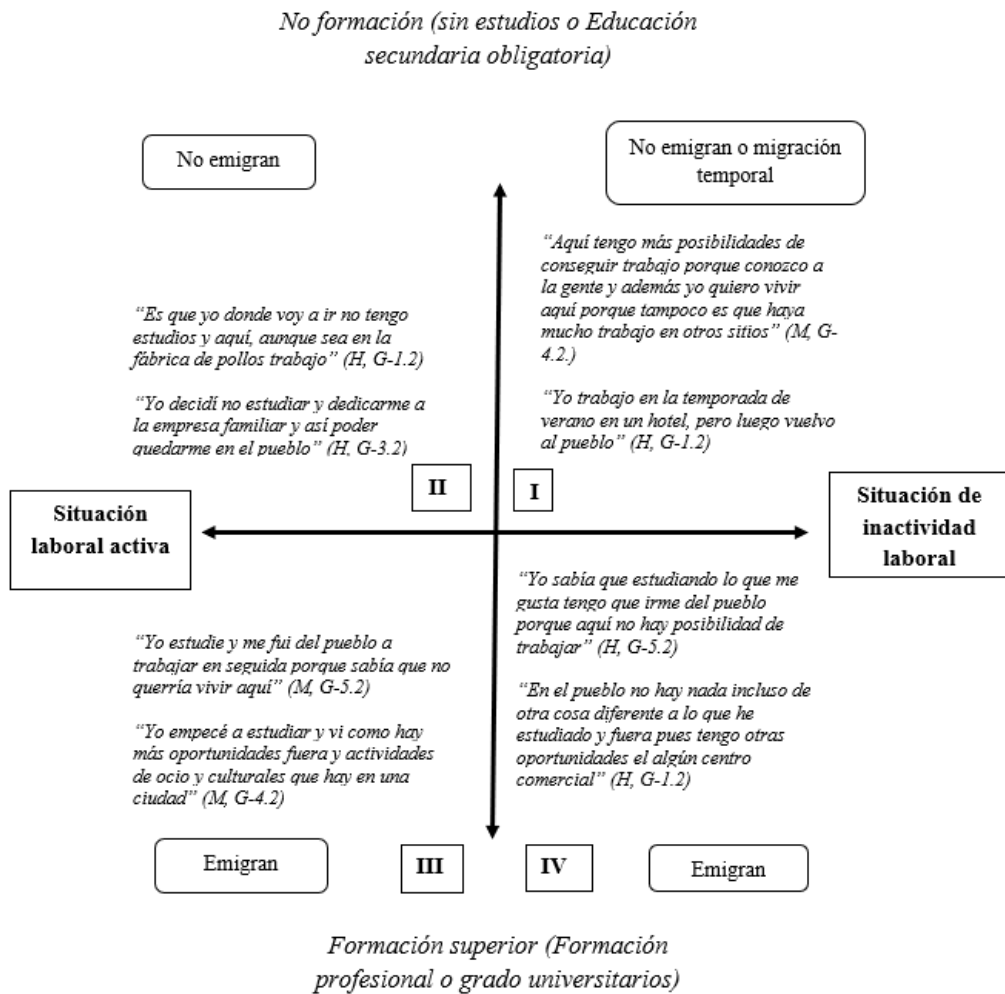 No formación (sin estudios o Educación
secundaria obligatoria)
No emigran
No emigran o migración
temporal
“Aquí tengo más posibilidades de
conseguir trabajo porque conozco a
la gente y además yo quiero vivir
aquí porque tampoco es que haya
mucho trabajo en otros sitios” (M, G-
4.2.)
“Es que yo donde voy a ir no tengo
estudios y aquí, aunque sea en la
fábrica de pollos trabajo” (H, G-1.2)
“Yo decidí no estudiar y dedicarme a
la empresa familiar y así poder
quedarme en el pueblo” (H, G-3.2)
“Yo trabajo en la temporada de
verano en un hotel, pero luego vuelvo
al pueblo” (H, G-1.2)
II
I
Situación
laboral activa
Situación de
inactividad
laboral
“Yo sabía que estudiando lo que me
gusta tengo que irme del pueblo
porque aquí no hay posibilidad de
trabajar” (H, G-5.2)
“Yo estudie y me fui del pueblo a
trabajar en seguida porque sabía que no
querría vivir aquí” (M, G-5.2)
“Yo empecé a estudiar y vi como hay
más oportunidades fuera y actividades
de ocio y culturales que hay en una
ciudad” (M, G-4.2)
“En el pueblo no hay nada incluso de
otra cosa diferente a lo que he
estudiado y fuera pues tengo otras
oportunidades el algún centro
comercial” (H, G-1.2)
Emigran
III
IV
Emigran
Formación superior (Formación
profesional o grado universitarios)